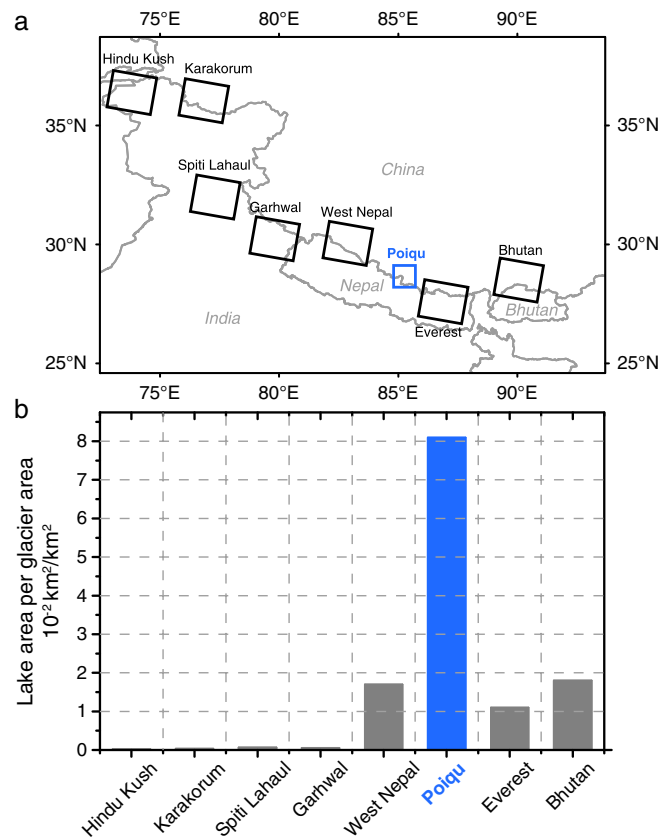 a
75°E 80°E 85°E 90°E
Hindu Kush
Karakorum
35°N 35°N
Spiti Lahaul
China
Garhwal
West Nepal
30°N 30°N
Poiqu
Bhutan
Nepal
Bhutan
India
Everest
25°N 25°N
75°E 80°E 85°E 90°E
b
Lake area per glacier area
10⁻² km²/km²
8
7
6
5
4
3
2
1
0
Hindu Kush
Karakorum
Spiti Lahaul
Garhwal
West Nepal
Poiqu
Everest
Bhutan